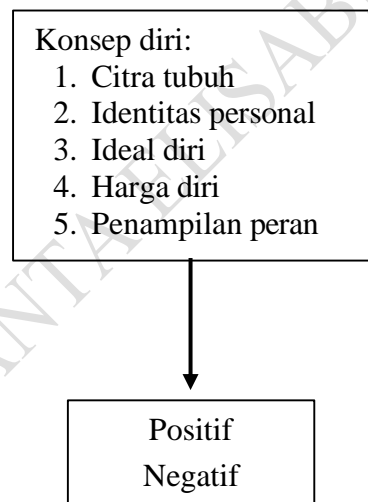 Konsep diri:
1. Citra tubuh
2. Identitas personal
3. Ideal diri
4. Harga diri
5. Penampilan peran
Positif
Negatif